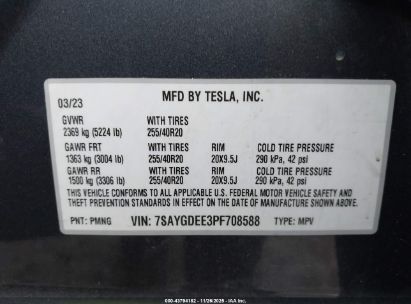 03/23 MFD BY TESLA, INC.
GVWR WITH TIRES
2369 kg (5224 lb) 255/40R20
GAWR FRT WITH TIRES RIM COLD TIRE PRESSURE
1363 kg (3004 lb) 255/40R20 20X9.5J 290 kPa, 42 psi
GAWR RR WITH TIRES RIM COLD TIRE PRESSURE
1500 kg (3306 lb) 255/40R20 20X9.5J 290 kPa, 42 psi
THIS VEHICLE CONFORMS TO ALL APPLICABLE U.S. FEDERAL MOTOR VEHICLE SAFETY AND
THEFT PREVENTION STANDARDS IN EFFECT ON THE DATE OF MANUFACTURE SHOWN ABOVE.
PNT: PMNG VIN: 7SAYGDEE3PF708588 TYPE: MPV
000-43794182 - 11/26/2025 - iaai.com